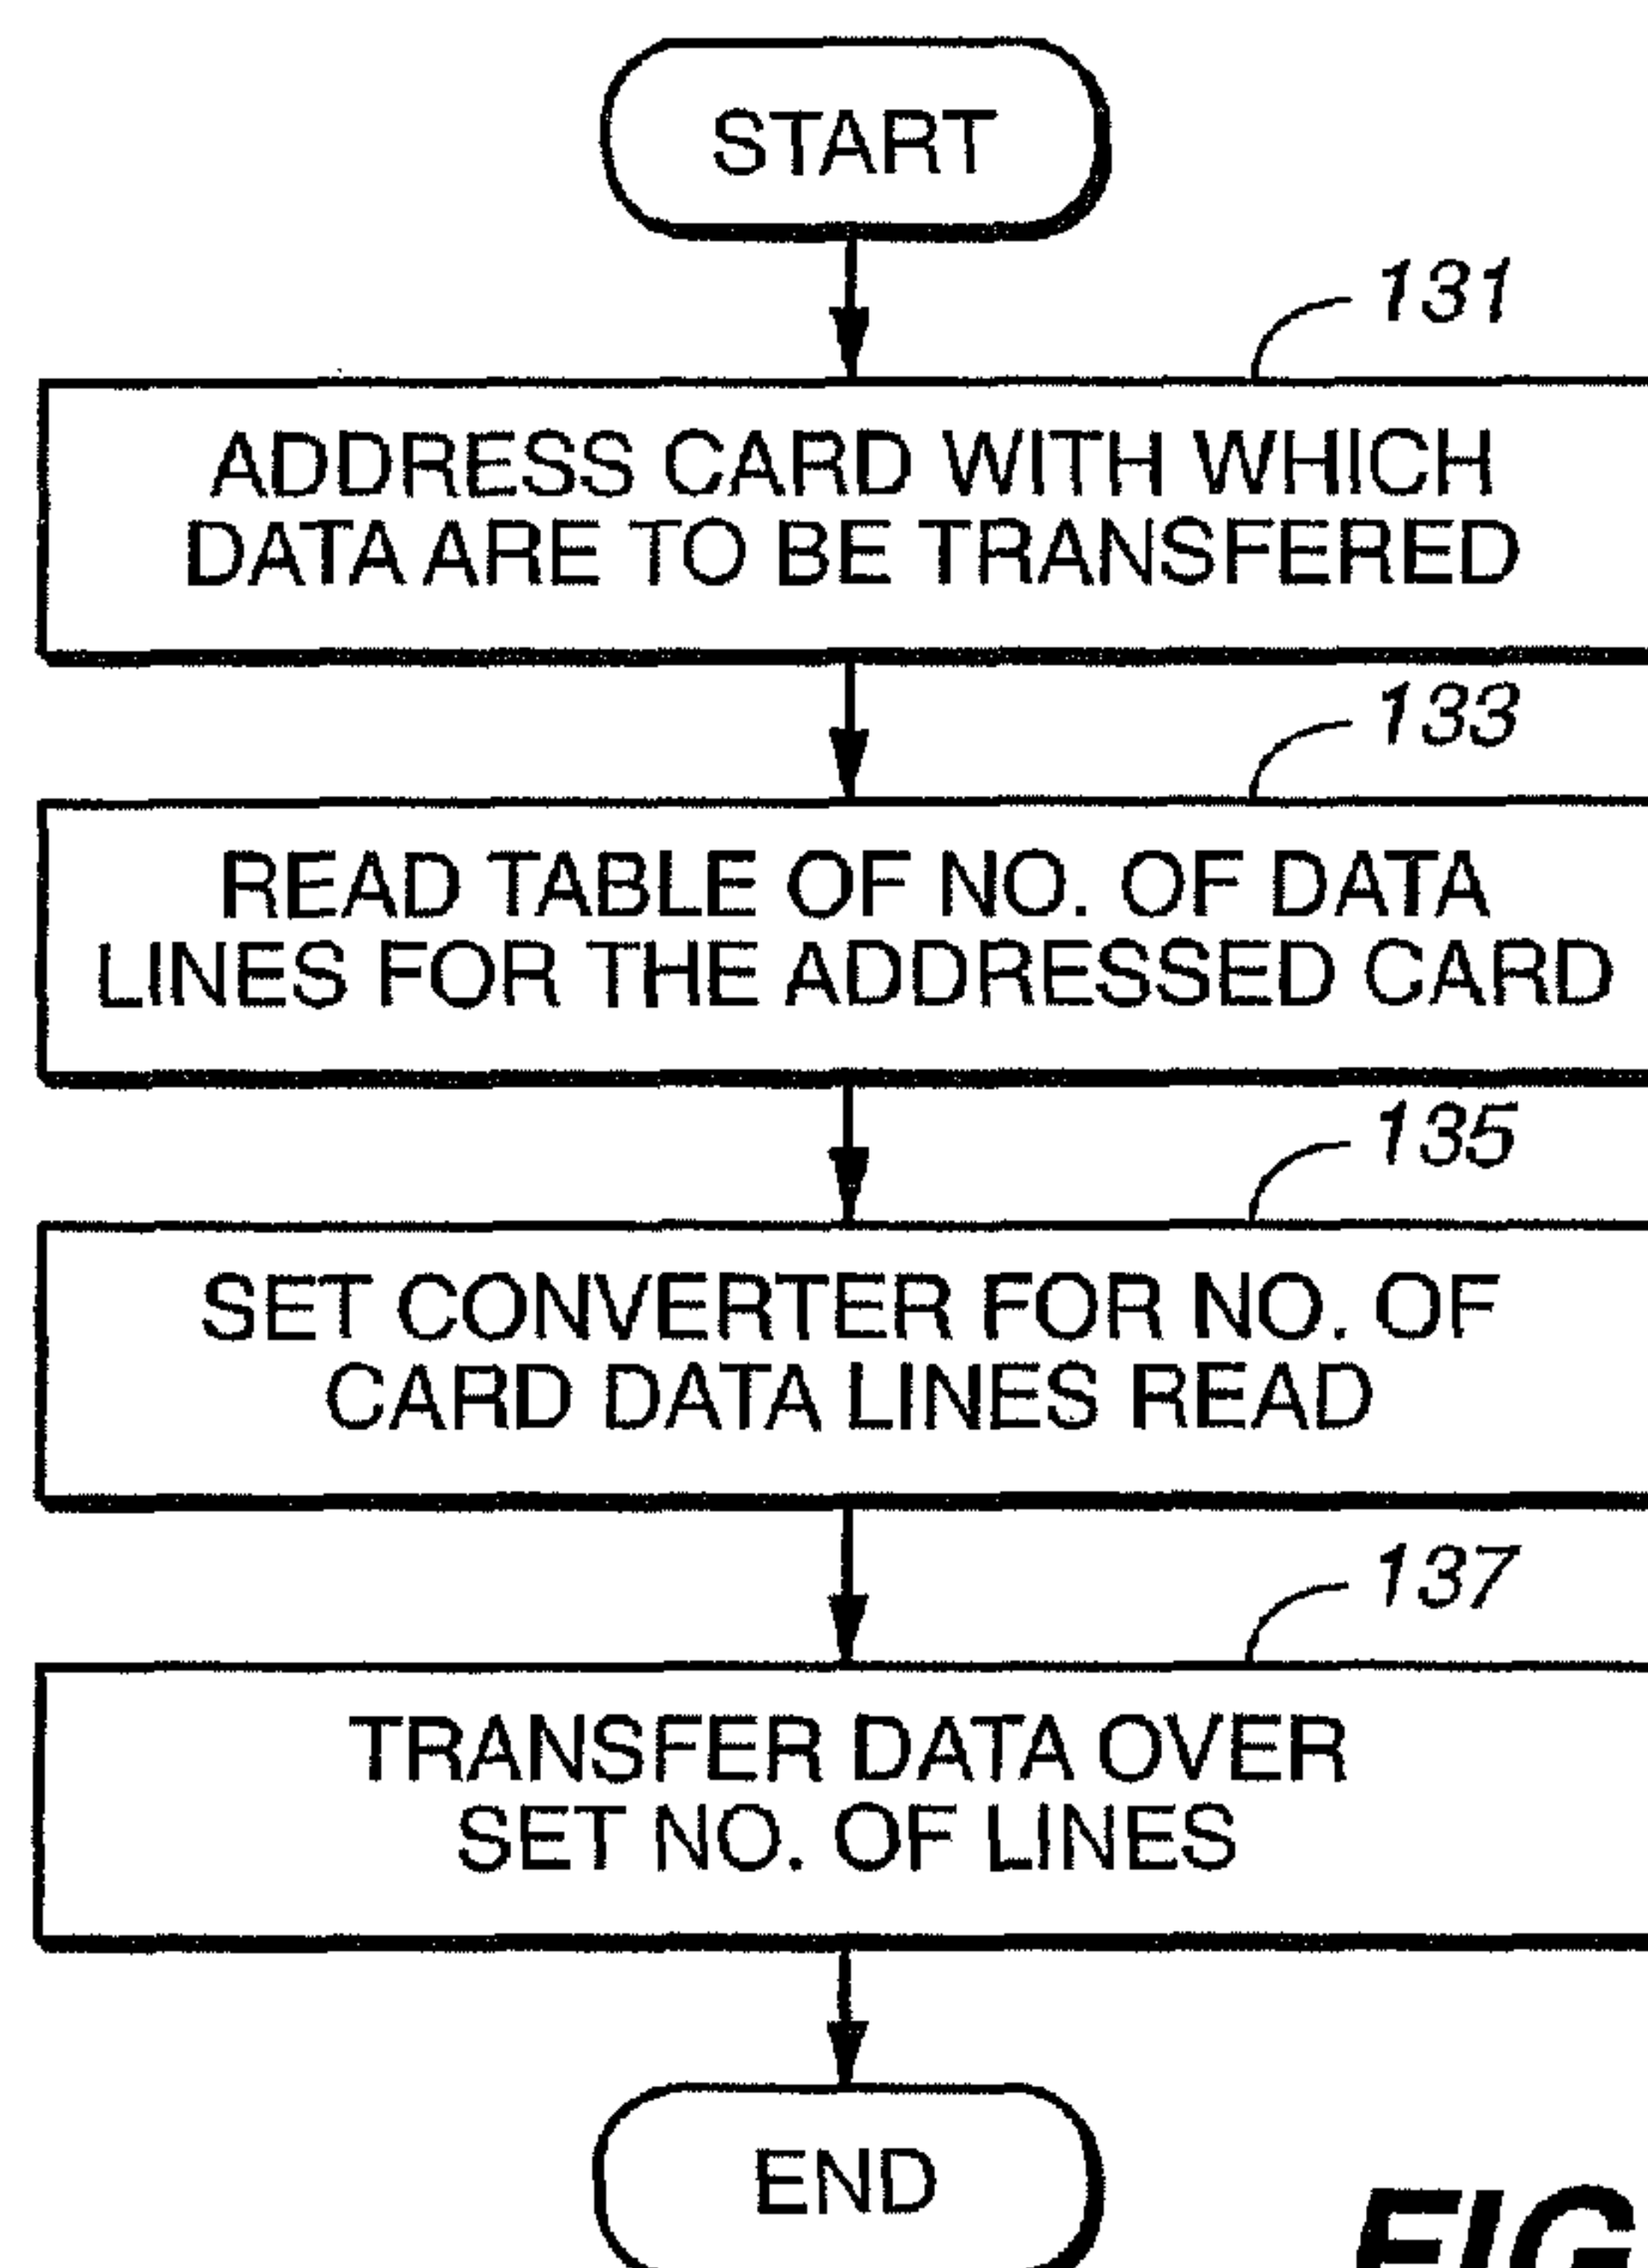 START
131
ADDRESS CARD WITH WHICH
DATA ARE TO BE TRANSFERED
133
READ TABLE OF NO. OF DATA
LINES FOR THE ADDRESSED CARD
135
SET CONVERTER FOR NO. OF
CARD DATA LINES READ
137
TRANSFER DATA OVER
SET NO. OF LINES
END
FIG